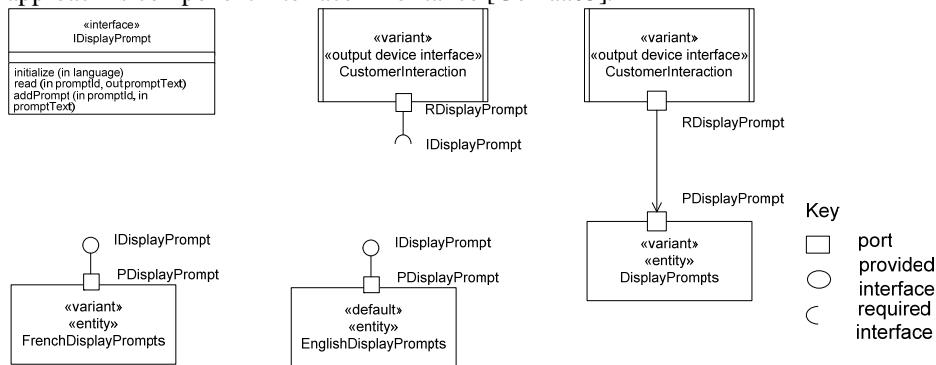 «interface»
IDisplayPrompt
initialize (in language)
read (in promptId, out promptText)
addPrompt (in promptId, in
promptText)
«variant»
«output device interface»
CustomerInteraction
RDisplayPrompt
IDisplayPrompt
«variant»
«output device interface»
CustomerInteraction
RDisplayPrompt
PDisplayPrompt
«variant»
«entity»
DisplayPrompts
IDisplayPrompt
PDisplayPrompt
«variant»
«entity»
FrenchDisplayPrompts
IDisplayPrompt
PDisplayPrompt
«default»
«entity»
EnglishDisplayPrompts
Key
port
provided
interface
required
interface